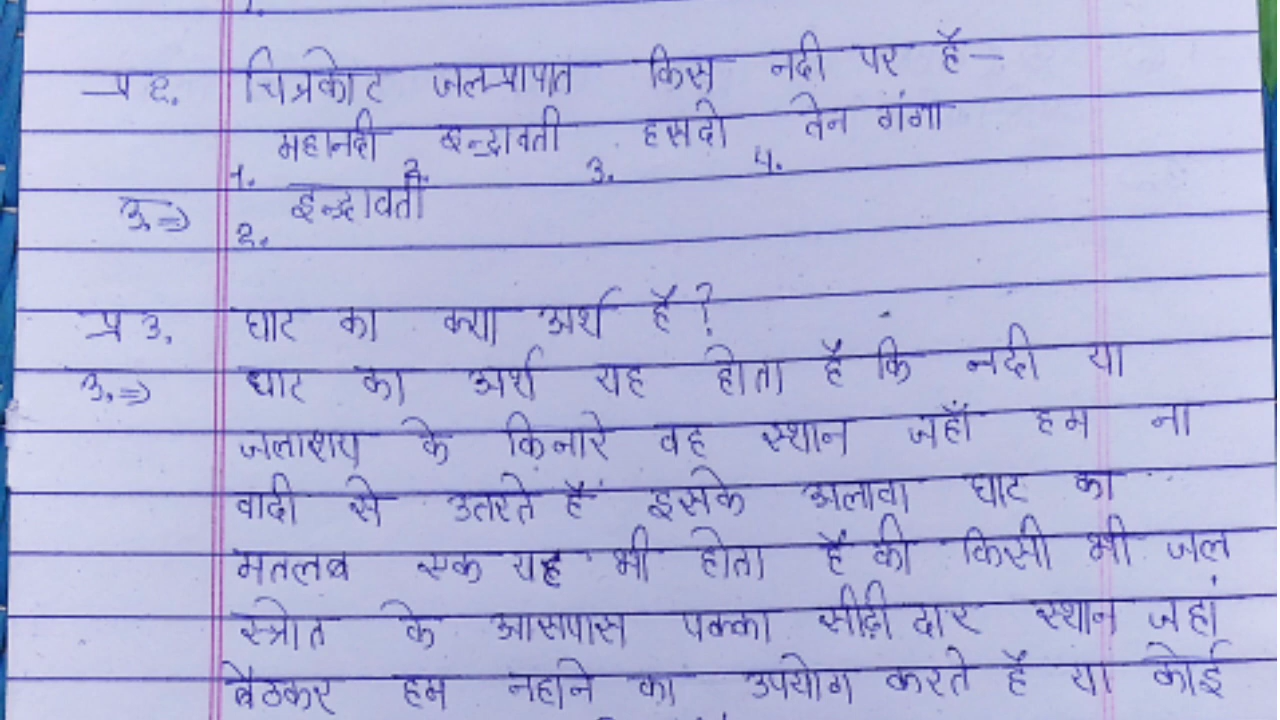 प्र २. चित्रकोट जलप्रापात किस नदी पर है-
महानदी इन्द्रावती हसदो वेन गंगा
1. 2. 3. 4.
उ⇒ इन्द्रावती
2.
प्र 3. घाट का क्या अर्थ है?
उ.⇒ घाट का अर्थ यह होता है कि नदी या
जलाशय के किनारे वह स्थान जहाँ हम ना
वादी से उतरते हैं इसके अलावा घाट का
मतलब एक यह भी होता है की किसी भी जल
स्त्रोत के आसपास पक्का सीढ़ी दार स्थान जहां
बैठकर हम नहाने का उपयोग करते है या कोई